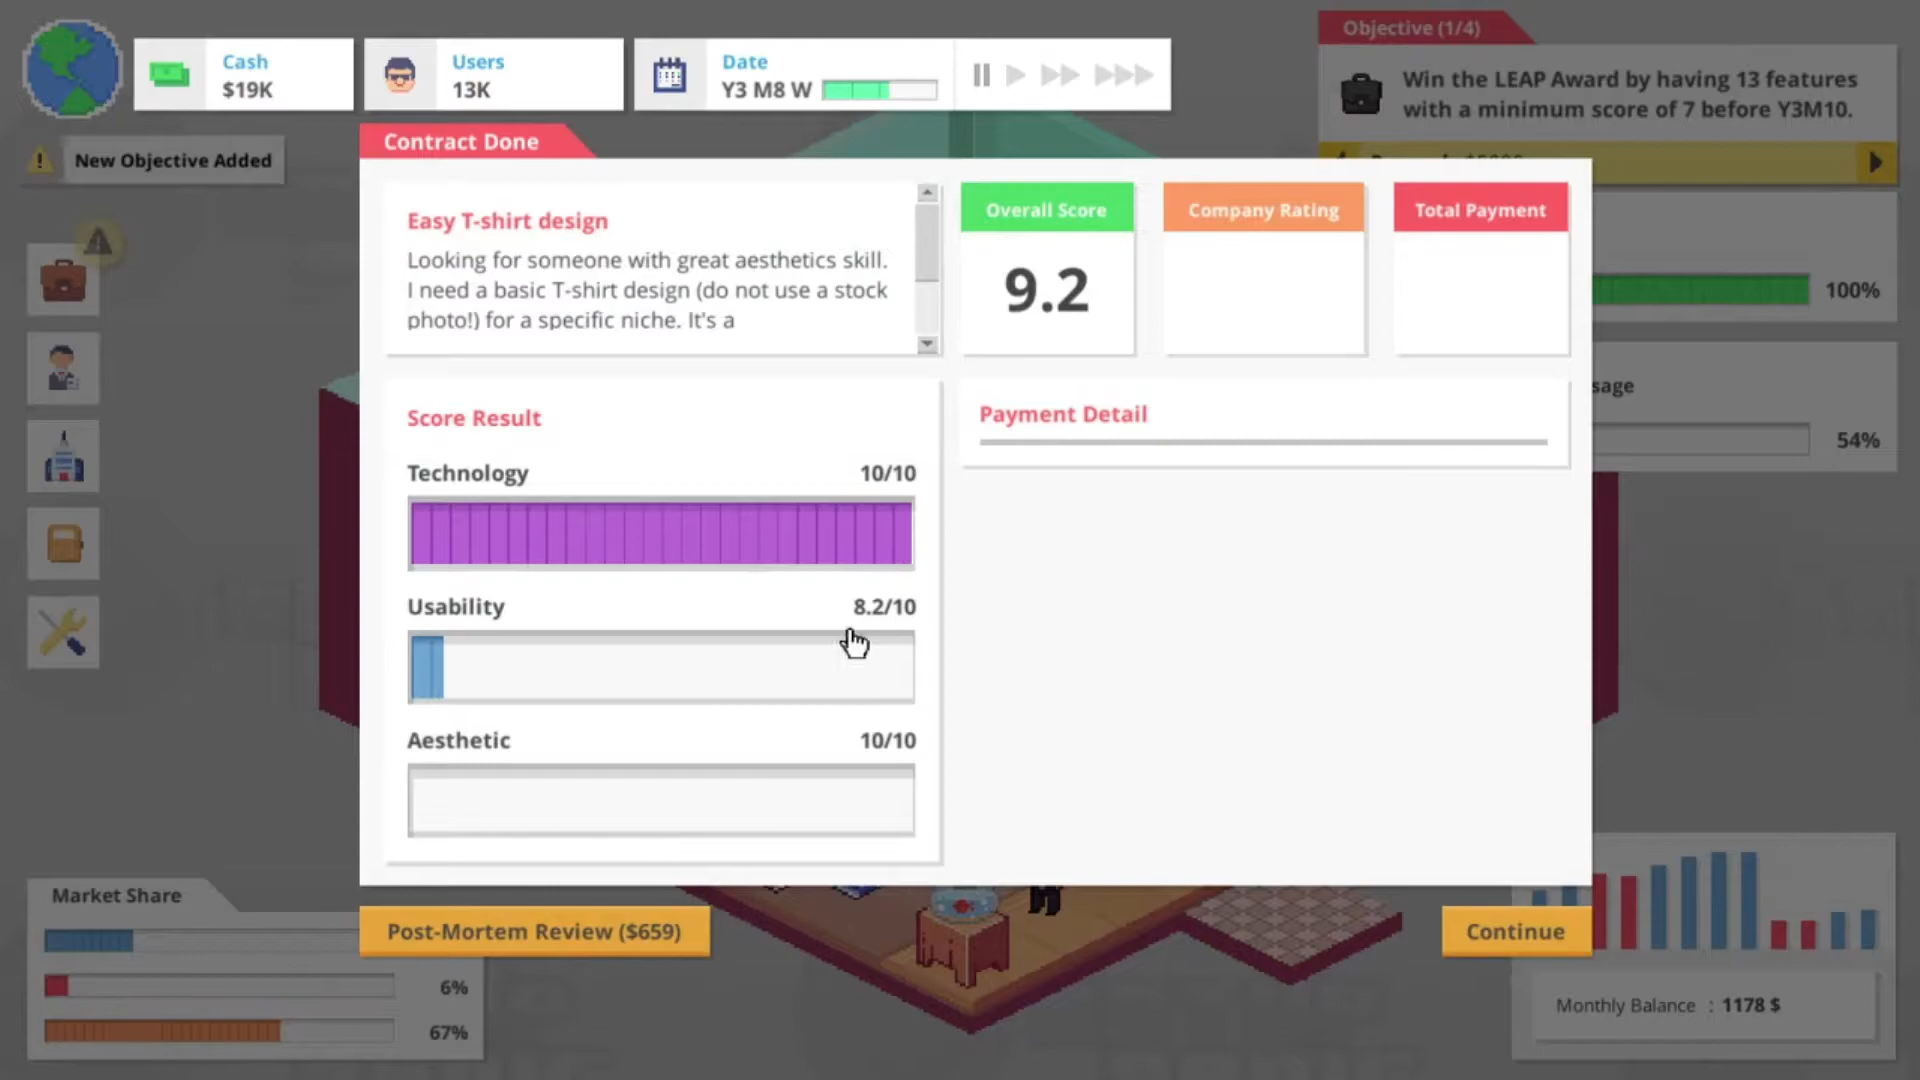 Cash
$19K
Users
13K
Date
Y3 M8 W
Objective (1/4)
Win the LEAP Award by having 13 features
with a minimum score of 7 before Y3M10.
New Objective Added
Contract Done
Easy T-shirt design
Looking for someone with great aesthetics skill.
I need a basic T-shirt design (do not use a stock
photo!) for a specific niche. It's a
Overall Score
9.2
Company Rating
Total Payment
100%
sage
54%
Score Result
Technology 10/10
Usability 8.2/10
Aesthetic 10/10
Payment Detail
Market Share
6%
67%
Post-Mortem Review ($659)
Continue
Monthly Balance : 1178 $